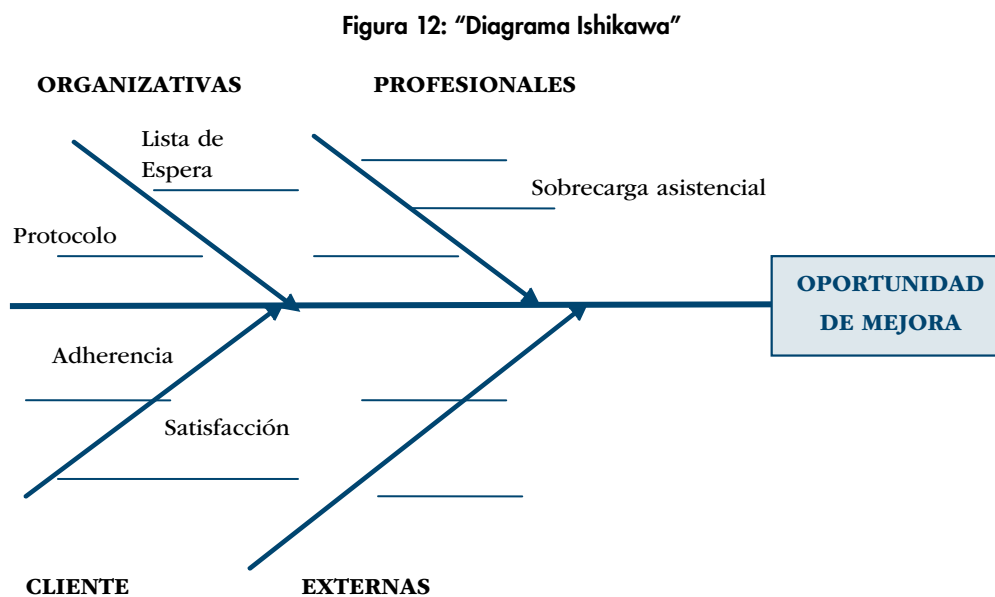 Figura 12: “Diagrama Ishikawa”
ORGANIZATIVAS
PROFESIONALES
Lista de
Espera
Sobrecarga asistencial
Protocolo
OPORTUNIDAD
DE MEJORA
Adherencia
Satisfacción
CLIENTE
EXTERNAS